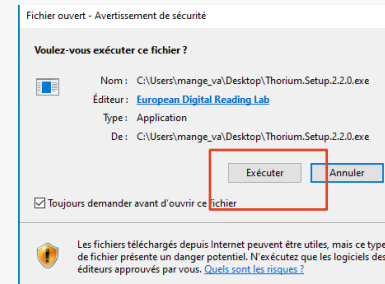 Fichier ouvert - Avertissement de sécurité
Voulez-vous exécuter ce fichier ?
Nom : C:\Users\mange_va\Desktop\Thorium.Setup.2.2.0.exe
Éditeur : European Digital Reading Lab
Type : Application
De : C:\Users\mange_va\Desktop\Thorium.Setup.2.2.0.exe
Exécuter Annuler
Toujours demander avant d'ouvrir ce fichier
Les fichiers téléchargés depuis Internet peuvent être utiles, mais ce type
de fichier présente un danger potentiel. N'exécutez que les logiciels des
éditeurs approuvés par vous. Quels sont les risques ?